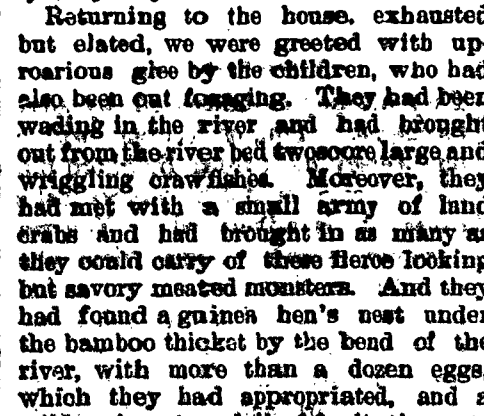 Returning to the house, exhausted
but elated, we were greeted with up-
roarious glee by the children, who had
also been out foraging. They had been
wading in the river and had brought
out from the river bed twoscore large and
wriggling crawfishes. Moreover, they
had met with a small army of land
crabs and had brought in as many as
they could carry of these fierce looking
but savory meated monsters. And they
had found a guinea hen's nest under
the bamboo thicket by the bend of the
river, with more than a dozen eggs,
which they had appropriated, and a